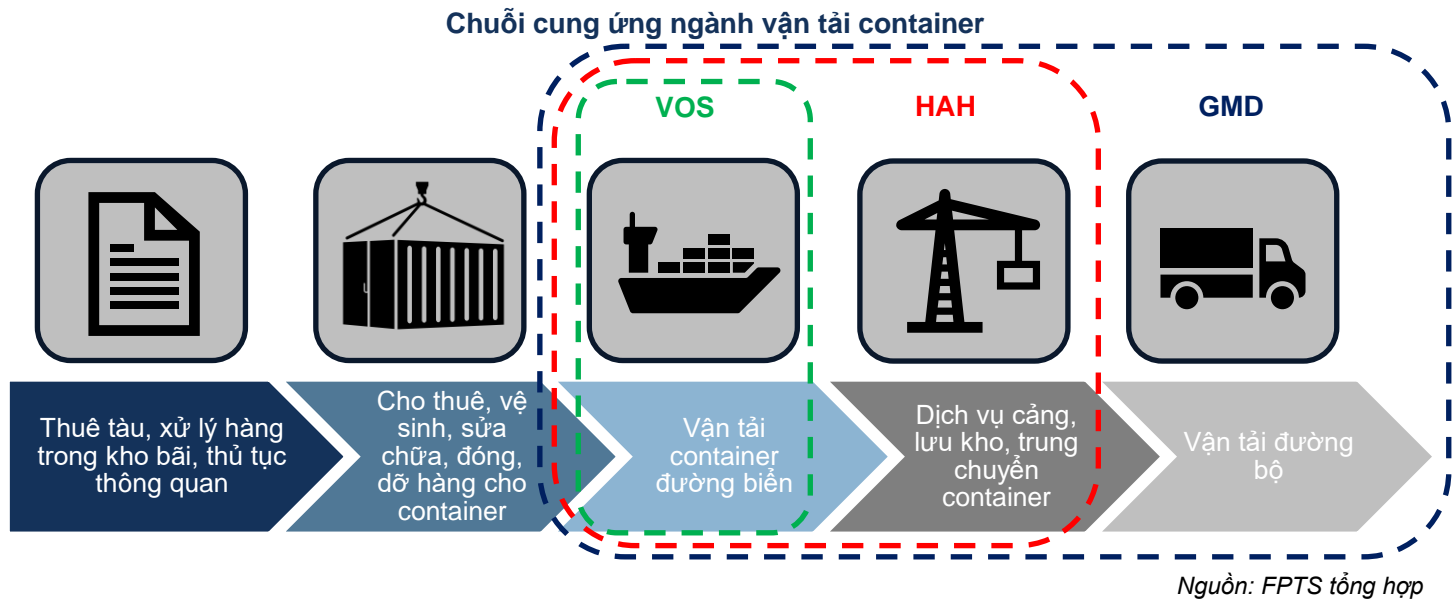 Chuỗi cung ứng ngành vận tải container
VOS
HAH
GMD
Thuê tàu, xử lý hàng
trong kho bãi, thủ tục
thông quan
Cho thuê, vệ
sinh, sửa
chữa, đóng,
dỡ hàng cho
container
Vận tải
container
đường biển
Dịch vụ cảng,
lưu kho, trung
chuyển
container
Vận tải đường
bộ
Nguồn: FPTS tổng hợp